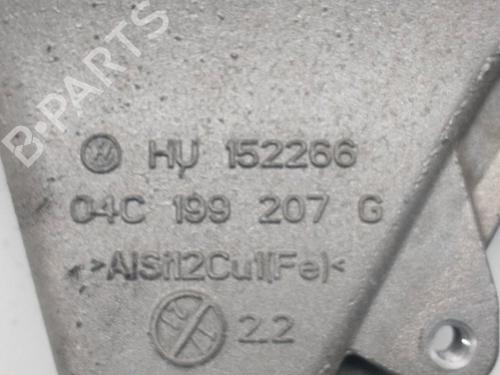 B-PARTS
HU 152266
04C 199 207 G
>AlSi12Cu1(Fe)<
22